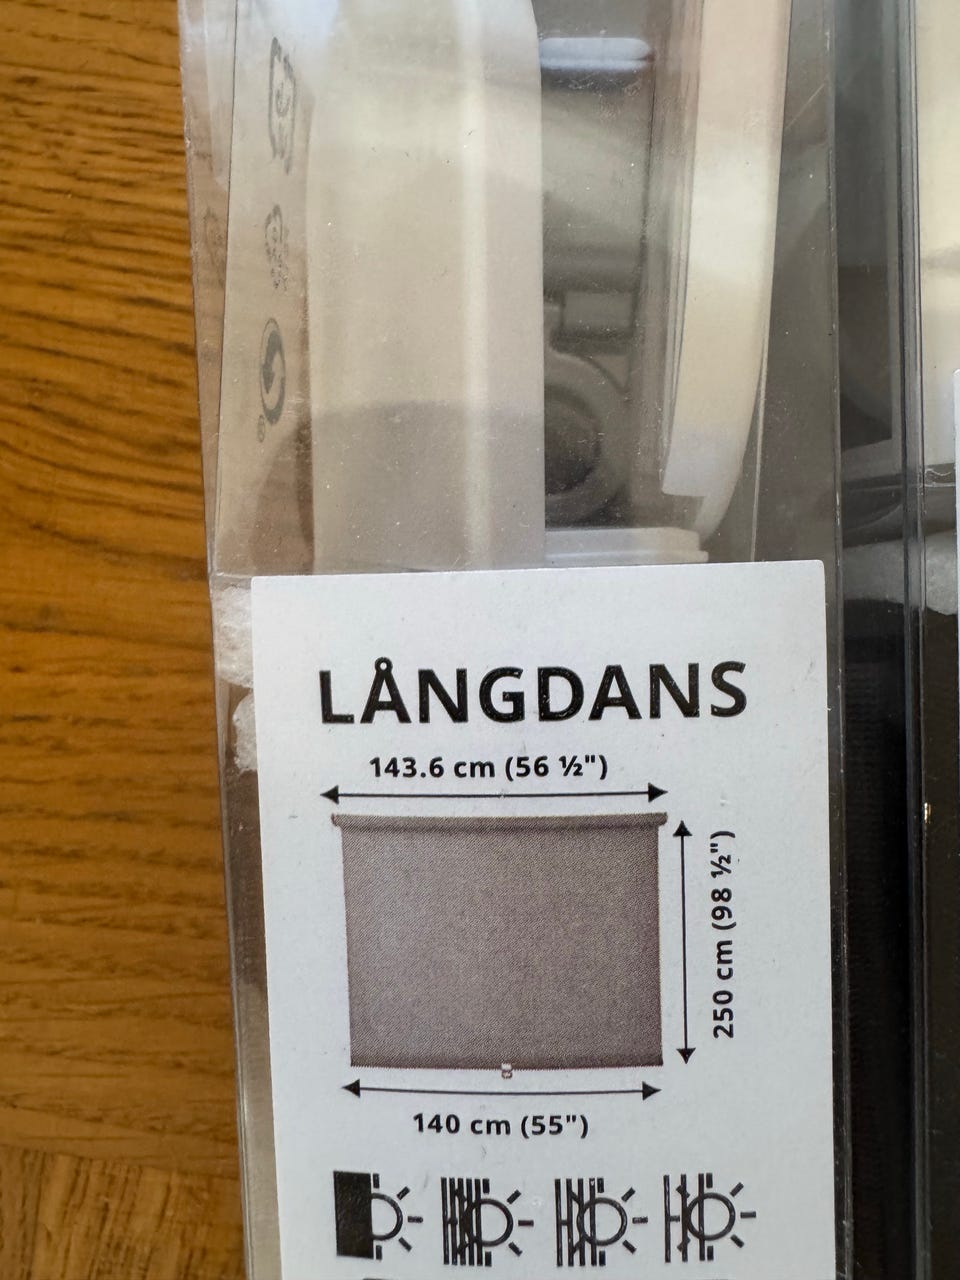 LÅNGDANS
143.6 cm (56 ½")
250 cm (98 ½")
140 cm (55")